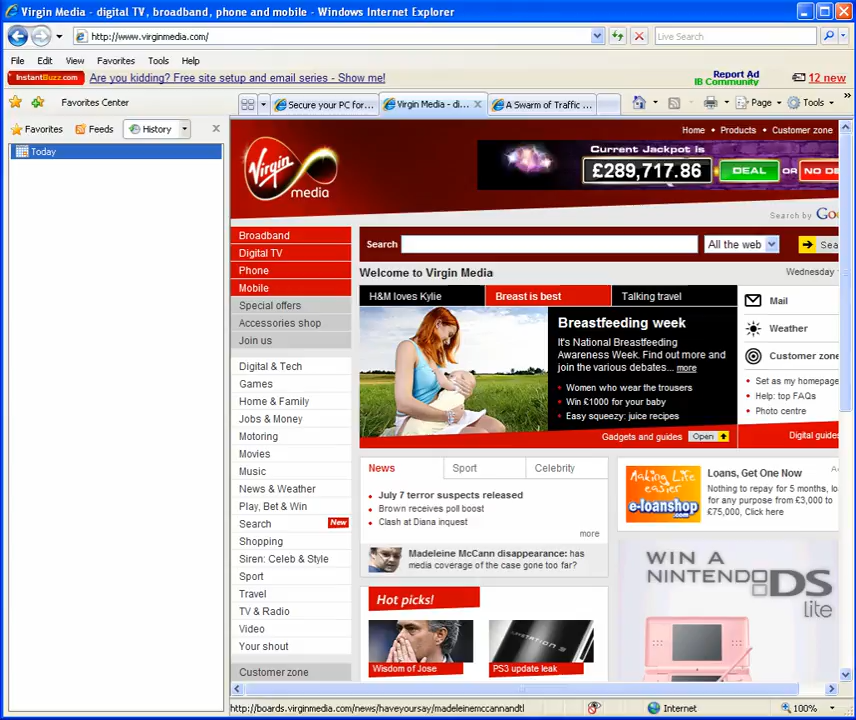 Virgin Media - digital TV, broadband, phone and mobile - Windows Internet Explorer
http://www.virginmedia.com/
Live Search
File Edit View Favorites Tools Help
InstantBuzz.com Are you kidding? Free site setup and email series - Show me!
Report Ad
IB Community
12 new
Favorites Center
Secure your PC for...
Virgin Media - di...
A Swarm of Traffic ...
Page Tools
Favorites Feeds History
Today
Home • Products • Customer zone
Virgin media
Current Jackpot is
£289,717.86 DEAL OR NO DE
Search by Goo
Search All the web Sea
Welcome to Virgin Media Wednesday
Broadband
Digital TV
Phone
Mobile
Special offers
Accessories shop
Join us
Digital & Tech
Games
Home & Family
Jobs & Money
Motoring
Movies
Music
News & Weather
Play, Bet & Win
Search New
Shopping
Siren: Celeb & Style
Sport
Travel
TV & Radio
Video
Your shout
Customer zone
H&M loves Kylie Breast is best Talking travel
Breastfeeding week
It's National Breastfeeding
Awareness Week. Find out more and
join the various debates... more
Women who wear the trousers
Win £1000 for your baby
Easy squeezy: juice recipes
Gadgets and guides Open
Mail
Weather
Customer zone
Set as my homepage
Help: top FAQs
Photo centre
Digital guides
News Sport Celebrity
July 7 terror suspects released
Brown receives poll boost
Clash at Diana inquest
more
Madeleine McCann disappearance: has
media coverage of the case gone too far?
Hot picks!
Wisdom of Jose
PS3 update leak
Making Life
easier
e-loanshop.com
Loans, Get One Now
Nothing to repay for 5 months, lo
for any purpose from £3,000 to
£75,000, Click here
WIN A
NINTENDO DS
lite
http://boards.virginmedia.com/news/haveyoursay/madeleinemccannandtl
Internet
100%